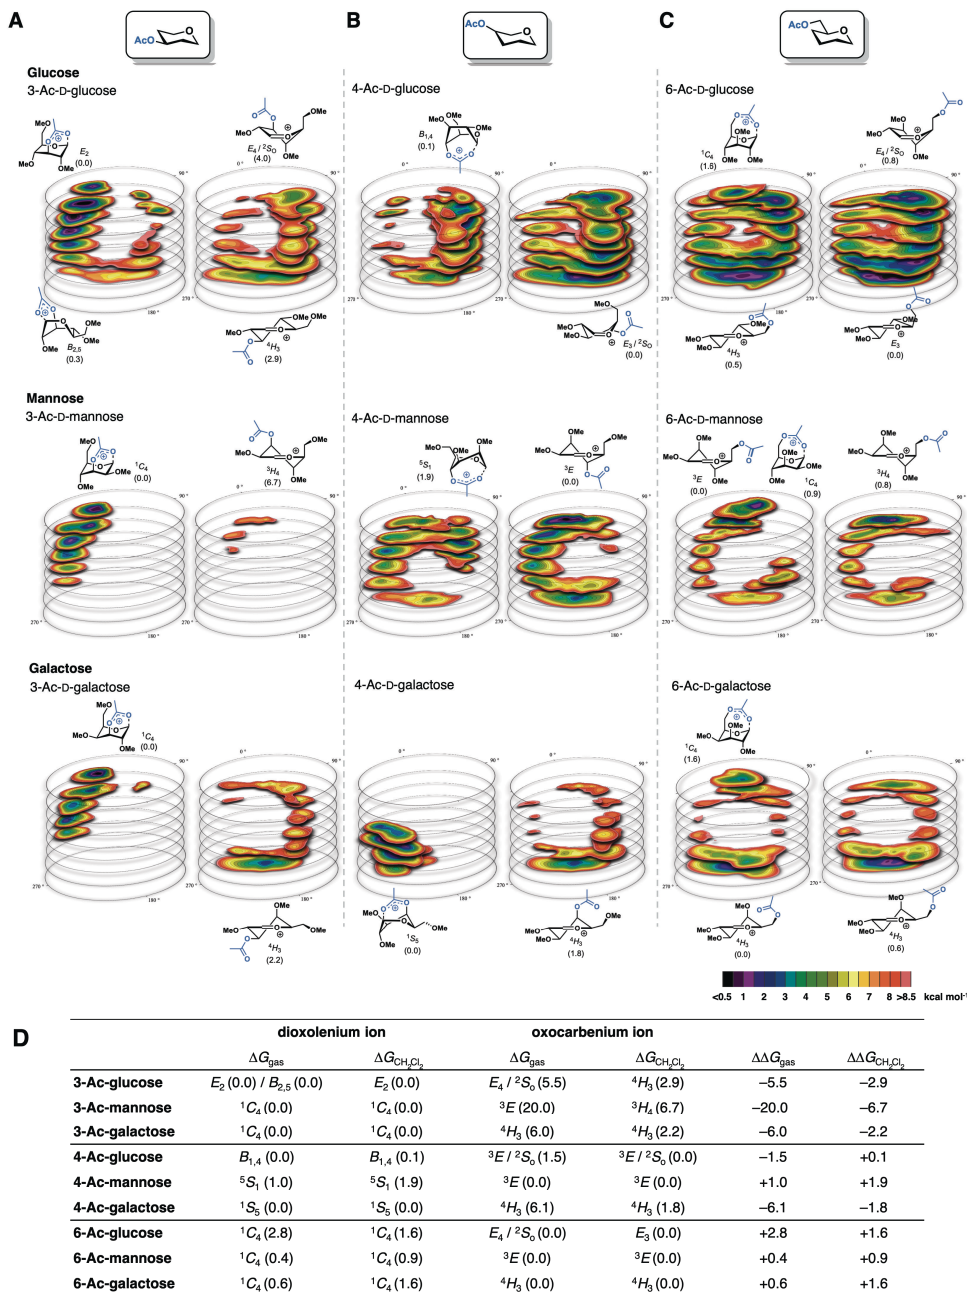 A
B
C
AcO
O
AcO
O
AcO
O
Glucose
3-Ac-D-glucose
4-Ac-D-glucose
6-Ac-D-glucose
E2
(0.0)
E4 / 2SO
(4.0)
B1,4
(0.1)
1C4
(1.6)
E4 / 2SO
(0.8)
B2,5
(0.3)
4H3
(2.9)
E3 / 2SO
(0.0)
4H3
(0.5)
E3
(0.0)
Mannose
3-Ac-D-mannose
4-Ac-D-mannose
6-Ac-D-mannose
1C4
(0.0)
3H4
(6.7)
5S1
(1.9)
3E
(0.0)
3E
(0.0)
1C4
(0.9)
3H4
(0.8)
Galactose
3-Ac-D-galactose
4-Ac-D-galactose
6-Ac-D-galactose
1C4
(0.0)
1C4
(1.6)
4H3
(2.2)
1S5
(0.0)
4H3
(1.8)
4H3
(0.0)
4H3
(0.6)
<0.5 1 2 3 4 5 6 7 8 >8.5 kcal mol-1
D
dioxolenium ion oxocarbenium ion
ΔGgas ΔGCH2Cl2 ΔGgas ΔGCH2Cl2 ΔΔGgas ΔΔGCH2Cl2
3-Ac-glucose E2 (0.0) / B2,5 (0.0) E2 (0.0) E4 / 2So (5.5) 4H3 (2.9) −5.5 −2.9
3-Ac-mannose 1C4 (0.0) 1C4 (0.0) 3E (20.0) 3H4 (6.7) −20.0 −6.7
3-Ac-galactose 1C4 (0.0) 1C4 (0.0) 4H3 (6.0) 4H3 (2.2) −6.0 −2.2
4-Ac-glucose B1,4 (0.0) B1,4 (0.1) 3E / 2So (1.5) 3E / 2So (0.0) −1.5 +0.1
4-Ac-mannose 5S1 (1.0) 5S1 (1.9) 3E (0.0) 3E (0.0) +1.0 +1.9
4-Ac-galactose 1S5 (0.0) 1S5 (0.0) 4H3 (6.1) 4H3 (1.8) −6.1 −1.8
6-Ac-glucose 1C4 (2.8) 1C4 (1.6) E4 / 2So (0.0) E3 (0.0) +2.8 +1.6
6-Ac-mannose 1C4 (0.4) 1C4 (0.9) 3E (0.0) 3E (0.0) +0.4 +0.9
6-Ac-galactose 1C4 (0.6) 1C4 (1.6) 4H3 (0.0) 4H3 (0.0) +0.6 +1.6